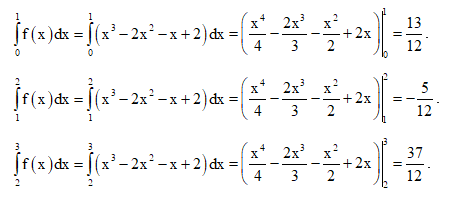 ∫₀¹ f(x)dx = ∫₀¹ (x³ − 2x² − x + 2)dx = (x⁴/4 − 2x³/3 − x²/2 + 2x)|₀¹ = 13/12.
∫₁² f(x)dx = ∫₁² (x³ − 2x² − x + 2)dx = (x⁴/4 − 2x³/3 − x²/2 + 2x)|₁² = −5/12.
∫₂³ f(x)dx = ∫₂³ (x³ − 2x² − x + 2)dx = (x⁴/4 − 2x³/3 − x²/2 + 2x)|₂³ = 37/12.